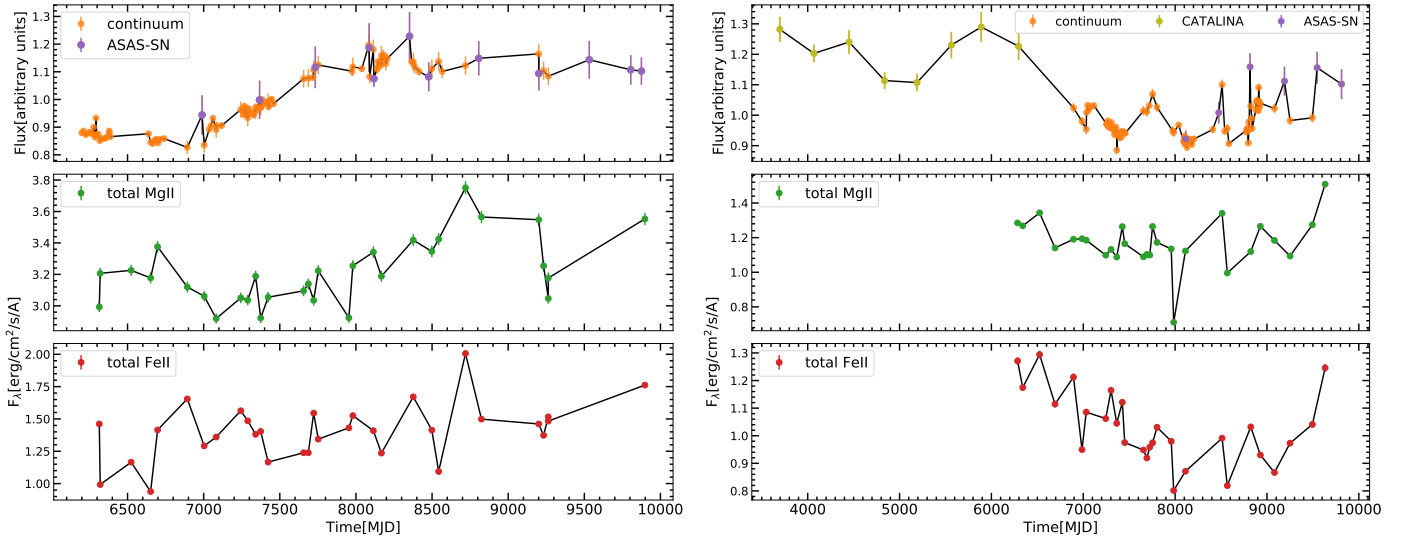 continuum
ASAS-SN
Flux[arbitrary units]
1.3
1.2
1.1
1.0
0.9
0.8
total MgII
3.8
3.6
3.4
3.2
3.0
total FeII
F_λ[erg/cm²/s/A]
2.00
1.75
1.50
1.25
1.00
6500 7000 7500 8000 8500 9000 9500 10000
Time[MJD]
continuum CATALINA ASAS-SN
Flux[arbitrary units]
1.3
1.2
1.1
1.0
0.9
total MgII
1.4
1.2
1.0
0.8
total FeII
F_λ[erg/cm²/s/A]
1.3
1.2
1.1
1.0
0.9
0.8
4000 5000 6000 7000 8000 9000 10000
Time[MJD]